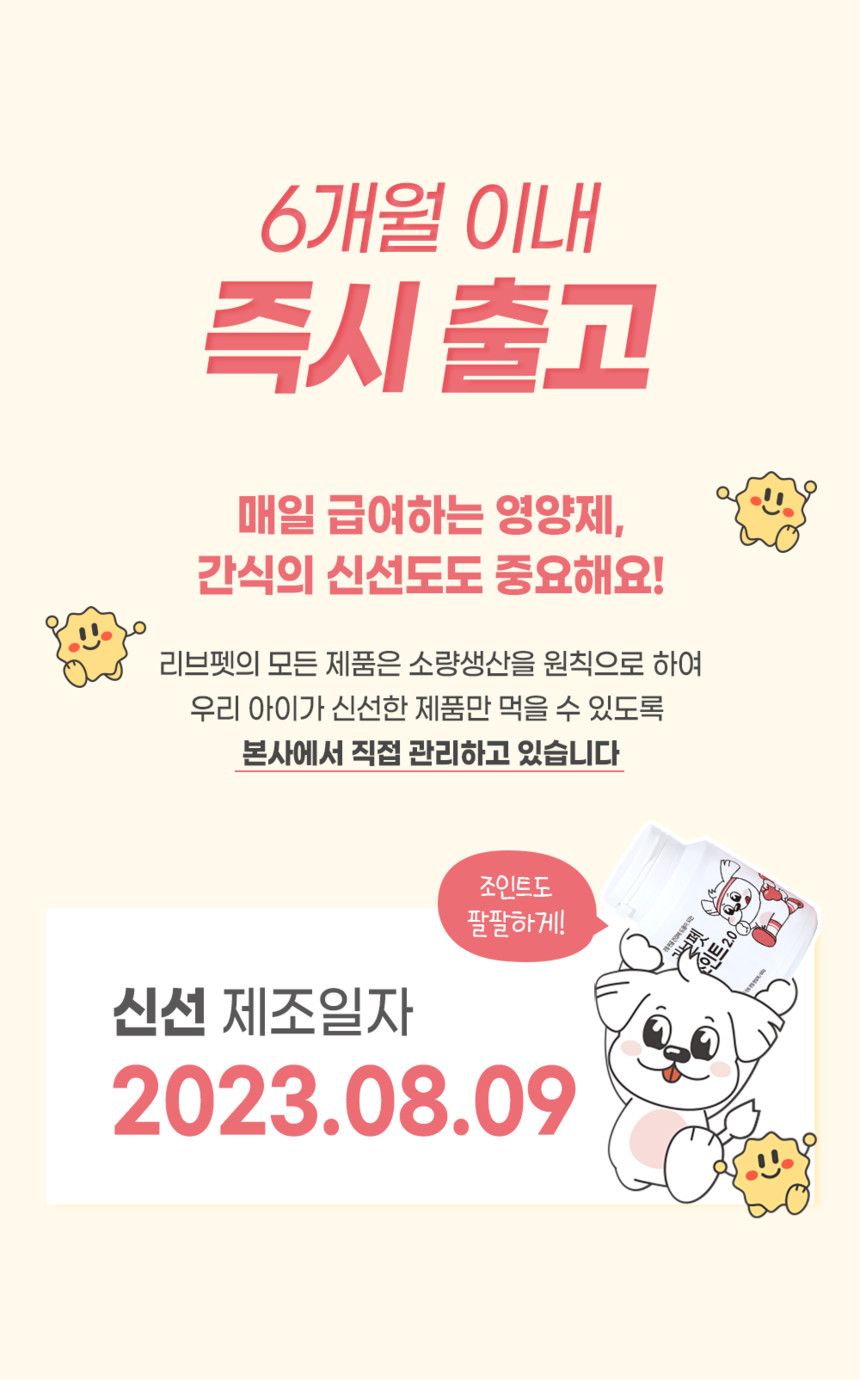 6개월 이내
즉시 출고
매일 급여하는 영양제,
간식의 신선도도 중요해요!
리브펫의 모든 제품은 소량생산을 원칙으로 하여
우리 아이가 신선한 제품만 먹을 수 있도록
본사에서 직접 관리하고 있습니다
조인트도
팔팔하게!
신선 제조일자
2023.08.09
2.0